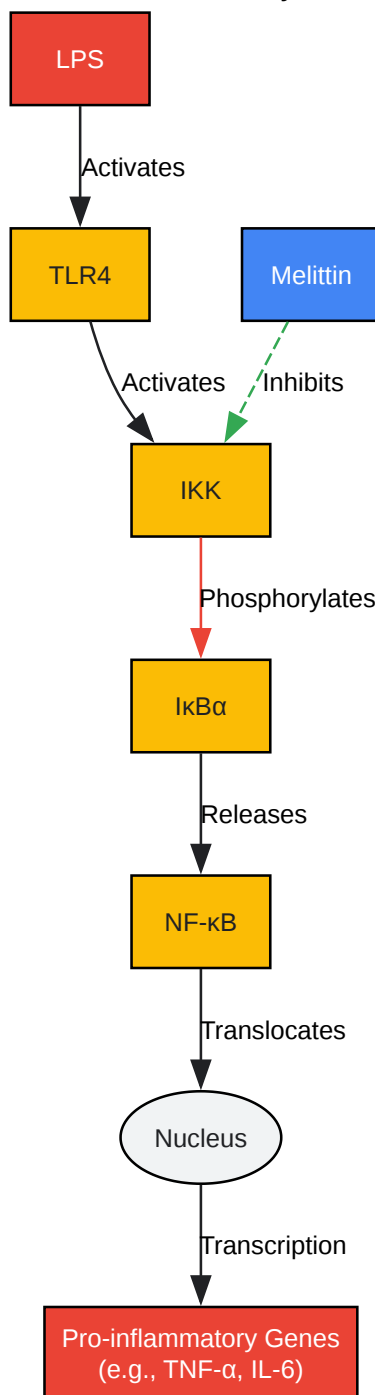 LPS
Activates
TLR4
Melittin
Activates
Inhibits
IKK
Phosphorylates
IκBα
Releases
NF-κB
Translocates
Nucleus
Transcription
Pro-inflammatory Genes
(e.g., TNF-α, IL-6)